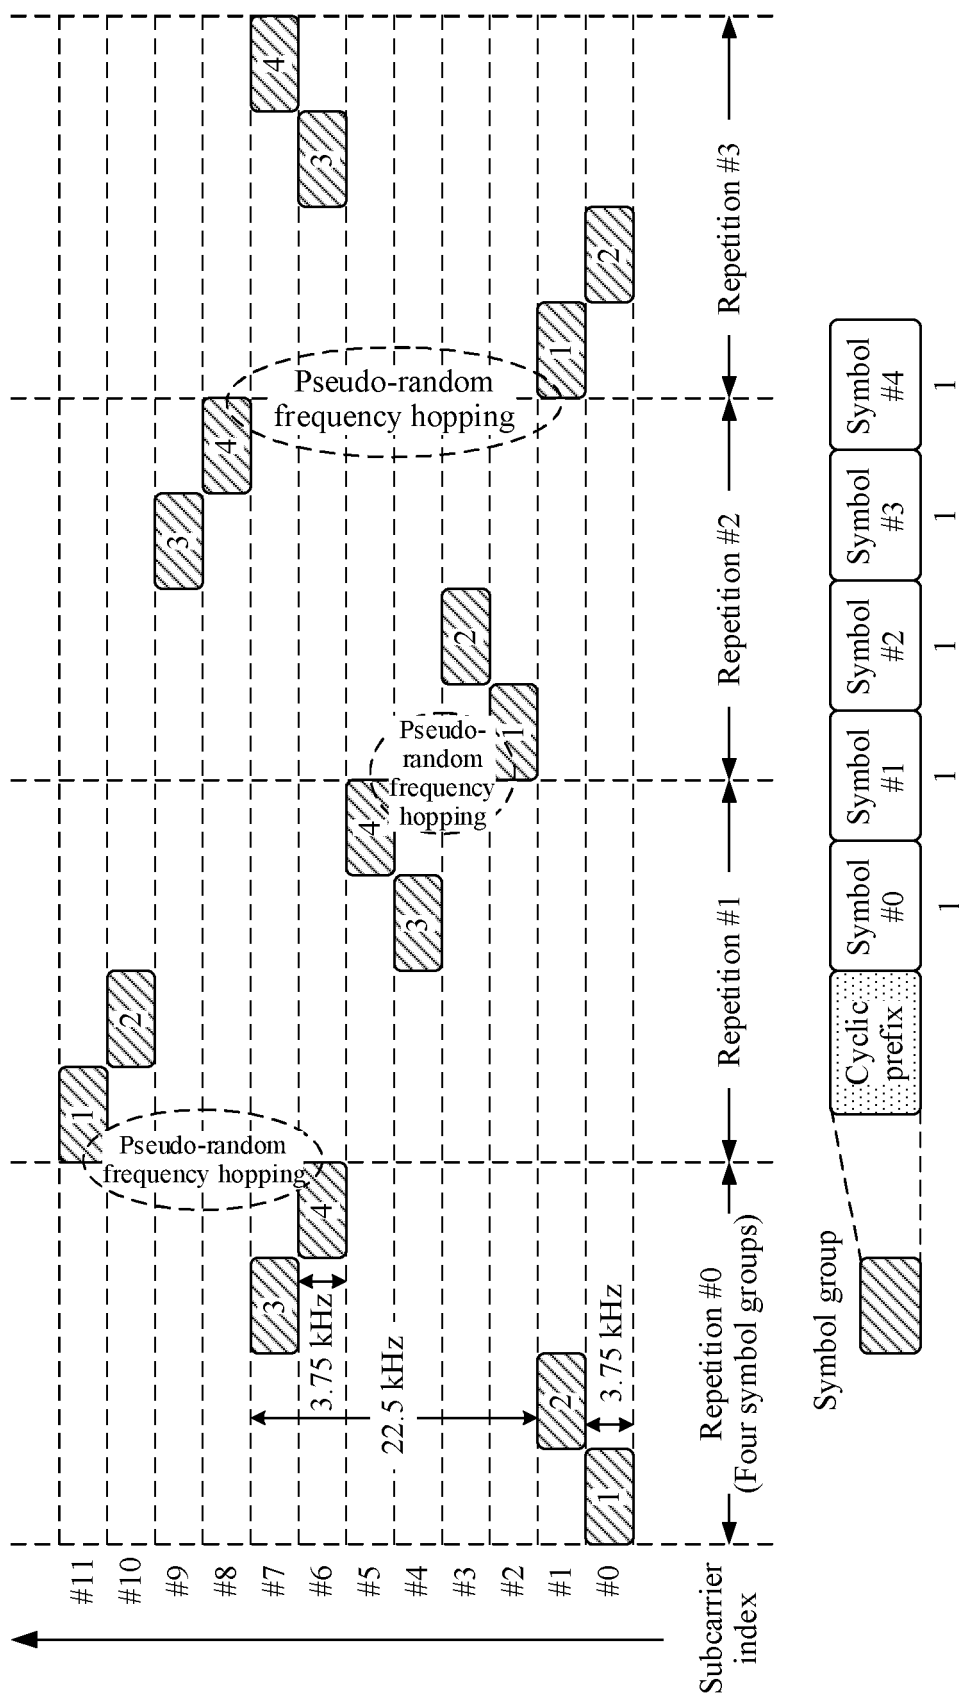 #11
#10
#9
#8
#7
#6
#5
#4
#3
#2
#1
#0
Subcarrier
index
1
2
3
4
3.75 kHz
22.5 kHz
3.75 kHz
Pseudo-random
frequency hopping
1
2
3
4
Pseudo-
random
frequency
hopping
1
2
3
4
Pseudo-random
frequency hopping
1
2
3
4
Repetition #0
(Four symbol groups)
Repetition #1
Repetition #2
Repetition #3
Symbol group
Cyclic
prefix
Symbol
#0
Symbol
#1
Symbol
#2
Symbol
#3
Symbol
#4
1
1
1
1
1